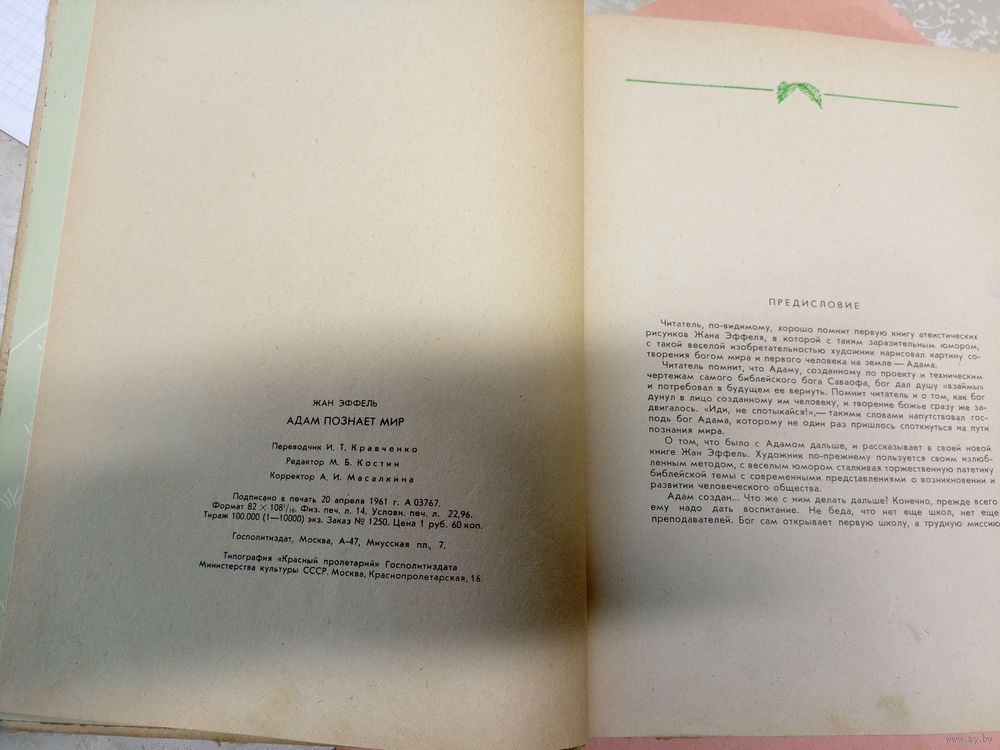 ЖАН ЭФФЕЛЬ
АДАМ ПОЗНАЕТ МИР
Переводчик И. Т. Кравченко
Редактор М. Б. Костин
Корректор А. И. Масалкина
Подписано в печать 20 апреля 1961 г. А 03767.
Формат 82 × 108¹/₁₆. Физ. печ. л. 14. Условн. печ. л. 22,96.
Тираж 100.000 (1—10000) экз. Заказ № 1250. Цена 1 руб. 60 коп.
Госполитиздат, Москва, А-47, Миусская пл., 7.
Типография «Красный пролетарий» Госполитиздата
Министерства культуры СССР. Москва, Краснопролетарская, 16.
ПРЕДИСЛОВИЕ
Читатель, по-видимому, хорошо помнит первую книгу атеистических
рисунков Жана Эффеля, в которой с таким заразительным юмором,
с такой веселой изобретательностью художник нарисовал картину со-
творения богом мира и первого человека на земле — Адама.
Читатель помнит, что Адаму, созданному по проекту и техническим
чертежам самого библейского бога Саваофа, бог дал душу «взаймы»
и потребовал в будущем ее вернуть. Помнит читатель и о том, как бог
дунул в лицо созданному им человеку, и творение божье сразу же за-
двигалось. «Иди, не спотыкайся!»,— такими словами напутствовал гос-
подь бог Адама, которому не один раз пришлось споткнуться на пути
познания мира.
О том, что было с Адамом дальше, и рассказывает в своей новой
книге Жан Эффель. Художник по-прежнему пользуется своим излюб-
ленным методом, с веселым юмором сталкивая торжественную патетику
библейской темы с современными представлениями о возникновении и
развитии человеческого общества.
Адам создан... Что же с ним делать дальше? Конечно, прежде всего
ему надо дать воспитание. Не беда, что нет еще школ, нет еще
преподавателей. Бог сам открывает первую школу, а трудную миссию
www.ay.by